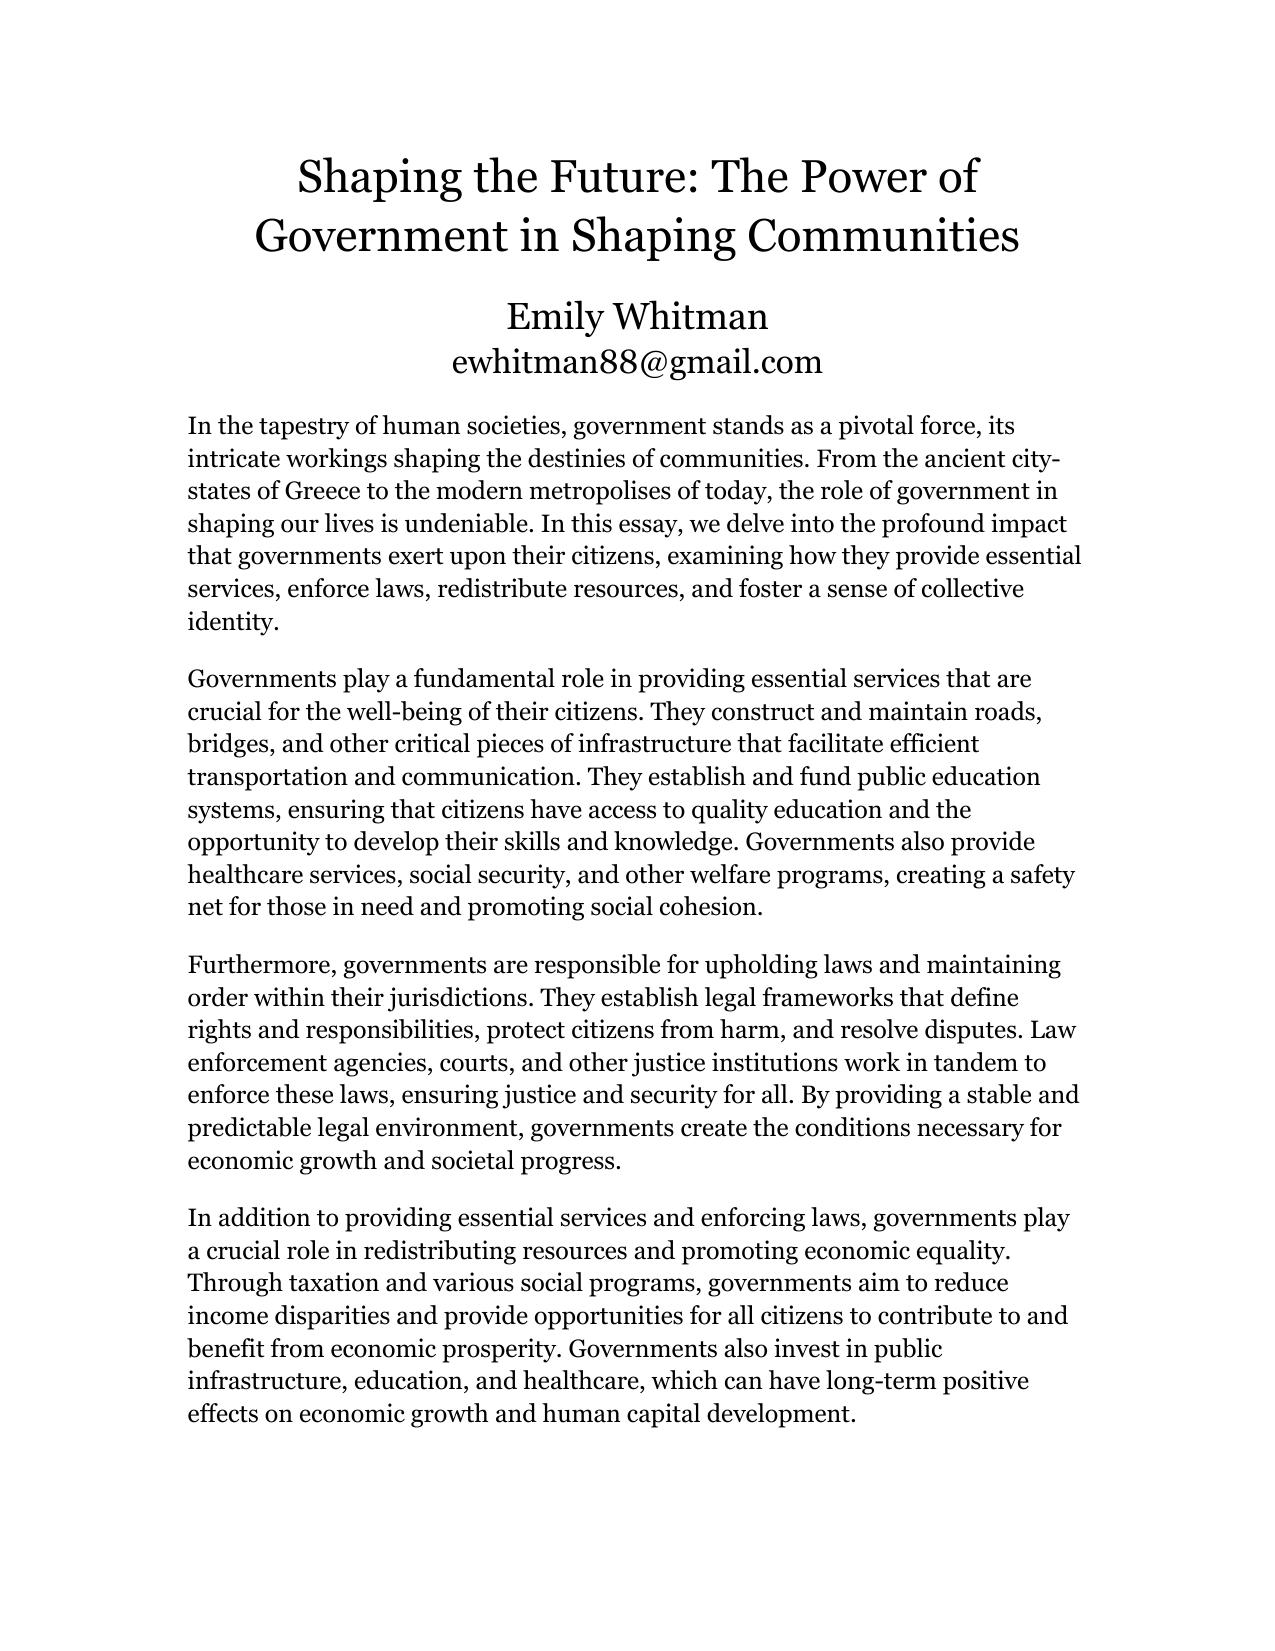 Shaping the Future: The Power of
Government in Shaping Communities
Emily Whitman
ewhitman88@gmail.com
In the tapestry of human societies, government stands as a pivotal force, its
intricate workings shaping the destinies of communities. From the ancient city-
states of Greece to the modern metropolises of today, the role of government in
shaping our lives is undeniable. In this essay, we delve into the profound impact
that governments exert upon their citizens, examining how they provide essential
services, enforce laws, redistribute resources, and foster a sense of collective
identity.
Governments play a fundamental role in providing essential services that are
crucial for the well-being of their citizens. They construct and maintain roads,
bridges, and other critical pieces of infrastructure that facilitate efficient
transportation and communication. They establish and fund public education
systems, ensuring that citizens have access to quality education and the
opportunity to develop their skills and knowledge. Governments also provide
healthcare services, social security, and other welfare programs, creating a safety
net for those in need and promoting social cohesion.
Furthermore, governments are responsible for upholding laws and maintaining
order within their jurisdictions. They establish legal frameworks that define
rights and responsibilities, protect citizens from harm, and resolve disputes. Law
enforcement agencies, courts, and other justice institutions work in tandem to
enforce these laws, ensuring justice and security for all. By providing a stable and
predictable legal environment, governments create the conditions necessary for
economic growth and societal progress.
In addition to providing essential services and enforcing laws, governments play
a crucial role in redistributing resources and promoting economic equality.
Through taxation and various social programs, governments aim to reduce
income disparities and provide opportunities for all citizens to contribute to and
benefit from economic prosperity. Governments also invest in public
infrastructure, education, and healthcare, which can have long-term positive
effects on economic growth and human capital development.